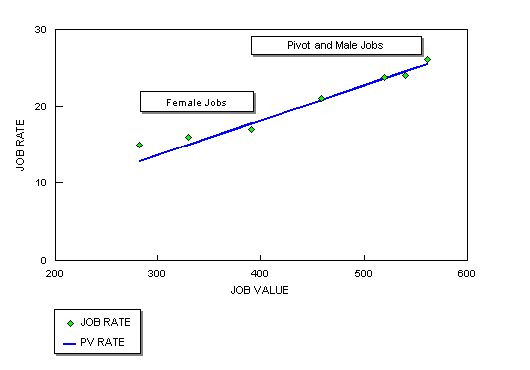 30
Pivot and Male Jobs
Female Jobs
20
JOB RATE
10
0
200 300 400 500 600
JOB VALUE
JOB RATE
PV RATE